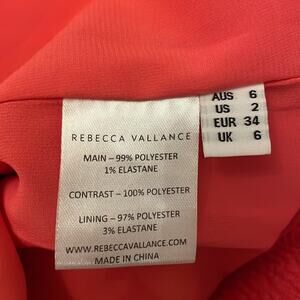 REBECCA VALLANCE
MAIN – 99% POLYESTER
1% ELASTANE
CONTRAST – 100% POLYESTER
LINING – 97% POLYESTER
3% ELASTANE
WWW.REBECCAVALLANCE.COM
MADE IN CHINA
AUS 6
US 2
EUR 34
UK 6